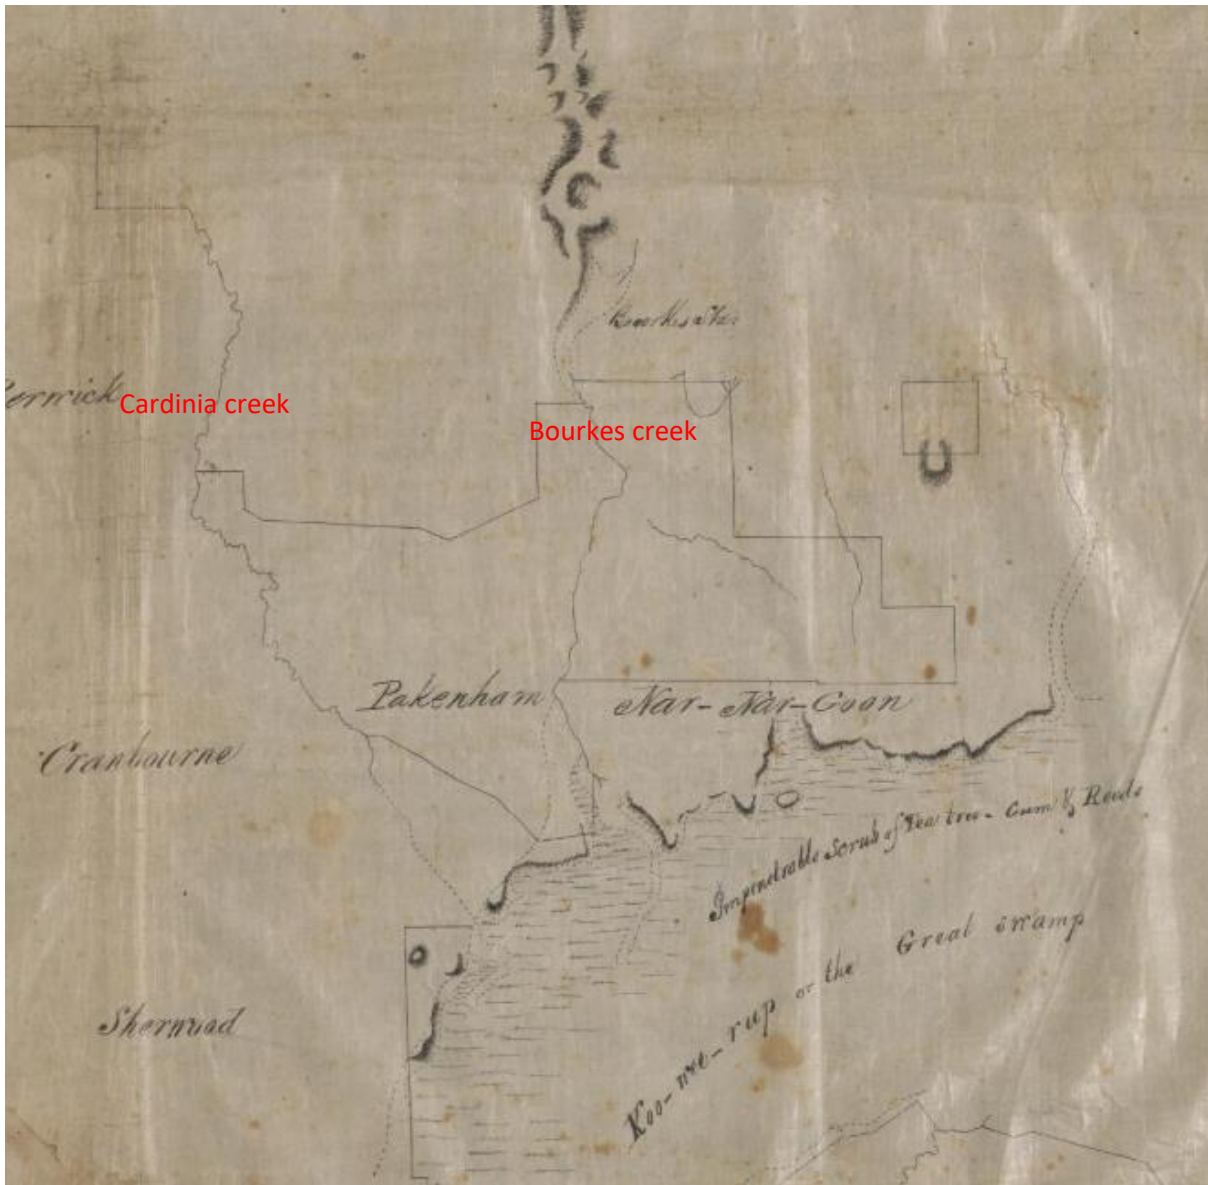 Cardinia creek
Bourkes creek
Pakenham
Nar-Nar-Goon
Cranbourne
Impenetrable Scrub of Tea tree - Gum & Reeds
Koo-wee-rup or the Great swamp
Sherwood